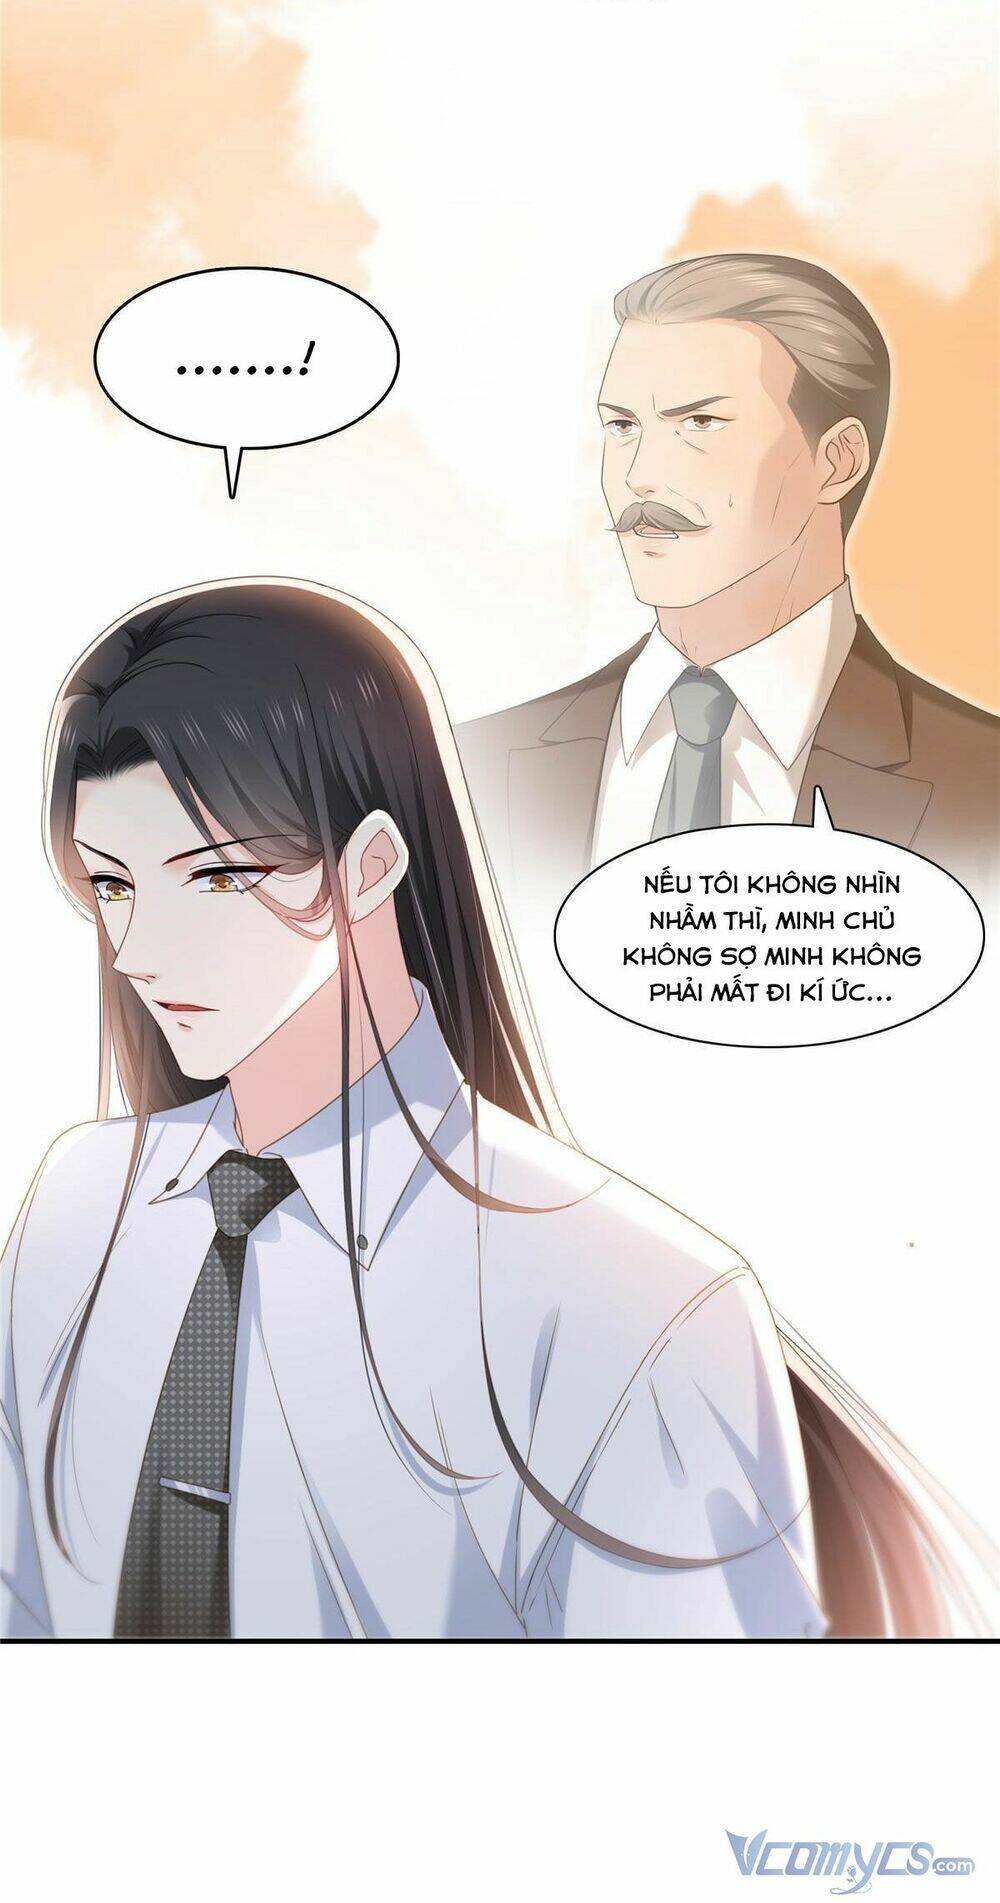 .......!
NẾU TÔI KHÔNG NHÌN
NHẦM THÌ, MINH CHỦ
KHÔNG SỢ MINH KHÔNG
PHẢI MẤT ĐI KÍ ỨC...
Vcomycs.com